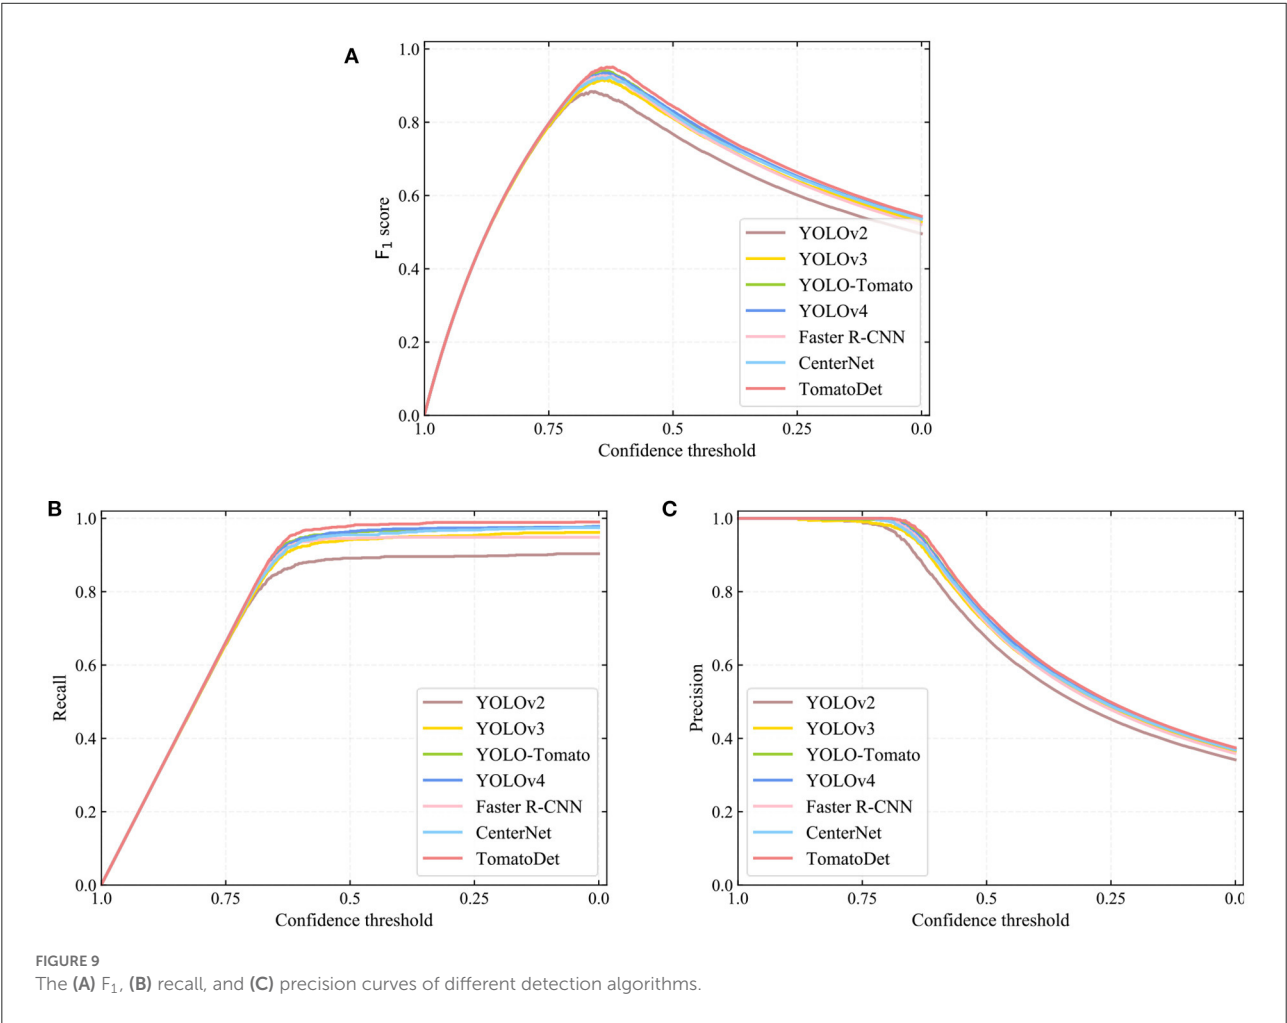 A
1.0
0.8
0.6
0.4
0.2
0.0
F1 score
1.0 0.75 0.5 0.25 0.0
Confidence threshold
YOLOv2
YOLOv3
YOLO-Tomato
YOLOv4
Faster R-CNN
CenterNet
TomatoDet
B
1.0
0.8
0.6
0.4
0.2
0.0
Recall
1.0 0.75 0.5 0.25 0.0
Confidence threshold
YOLOv2
YOLOv3
YOLO-Tomato
YOLOv4
Faster R-CNN
CenterNet
TomatoDet
C
1.0
0.8
0.6
0.4
0.2
0.0
Precision
1.0 0.75 0.5 0.25 0.0
Confidence threshold
YOLOv2
YOLOv3
YOLO-Tomato
YOLOv4
Faster R-CNN
CenterNet
TomatoDet
FIGURE 9
The (A) F1, (B) recall, and (C) precision curves of different detection algorithms.